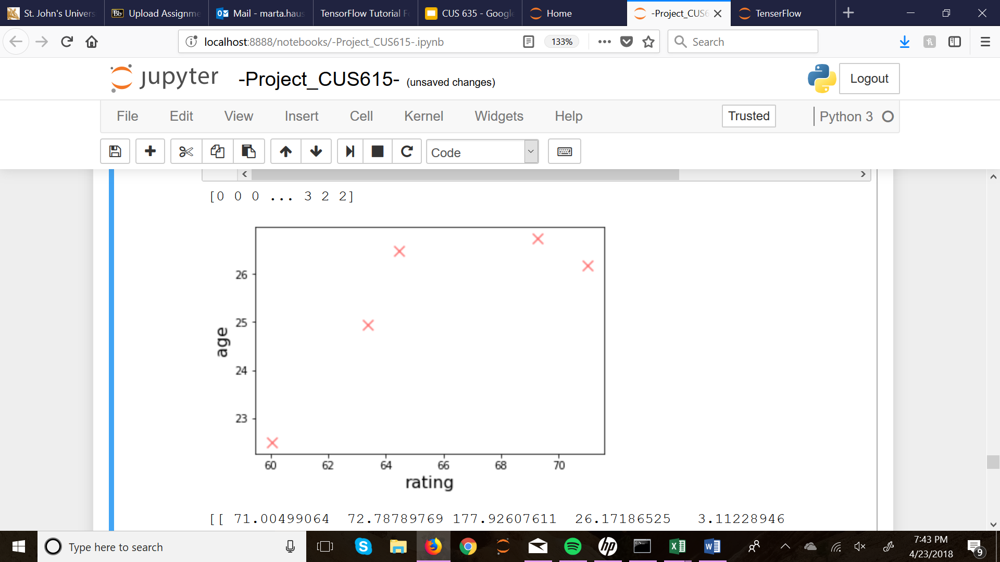 St. John's Univers
Bb Upload Assignme
Mail - marta.haus
TensorFlow Tutorial F
CUS 635 - Google
Home
-Project_CUS6
TenserFlow
localhost:8888/notebooks/-Project_CUS615-.ipynb
133%
Search
jupyter
-Project_CUS615- (unsaved changes)
Logout
File Edit View Insert Cell Kernel Widgets Help
Trusted
Python 3
Code
[0 0 0 ... 3 2 2]
26
25
24
23
age
60 62 64 66 68 70
rating
[[ 71.00499064 72.78789769 177.92607611 26.17186525 3.11228946
Type here to search
7:43 PM
4/23/2018
9